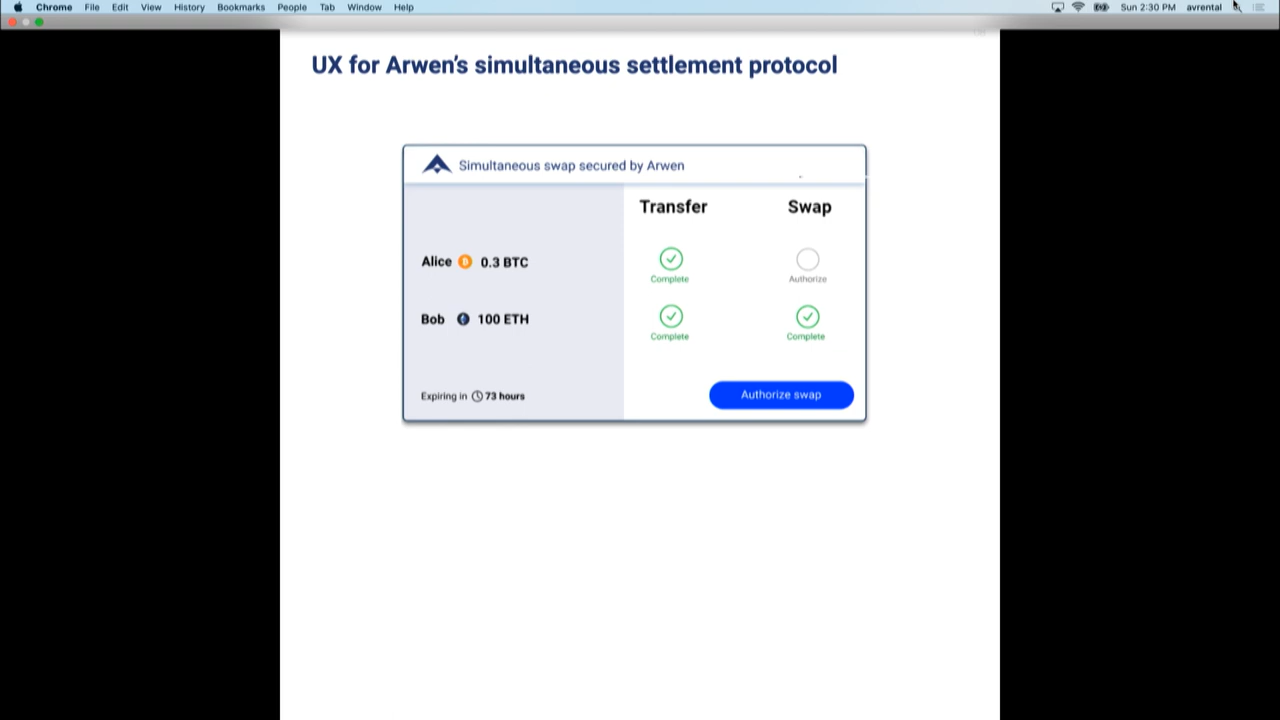 Chrome File Edit View History Bookmarks People Tab Window Help Sun 2:30 PM avrental
UX for Arwen's simultaneous settlement protocol
Simultaneous swap secured by Arwen
Transfer Swap
Alice 0.3 BTC
Complete Authorize
Bob 100 ETH
Complete Complete
Expiring in 73 hours Authorize swap